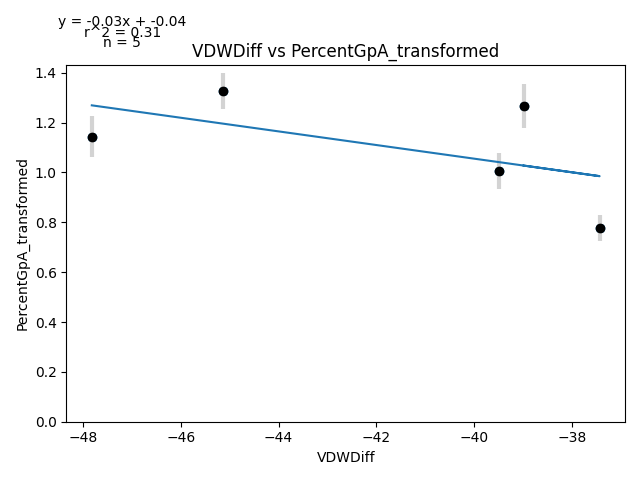 y = -0.03x + -0.04
r^2 = 0.31
n = 5
VDWDiff vs PercentGpA_transformed
1.4
1.2
1.0
0.8
0.6
0.4
0.2
0.0
PercentGpA_transformed
−48
−46
−44
−42
−40
−38
VDWDiff